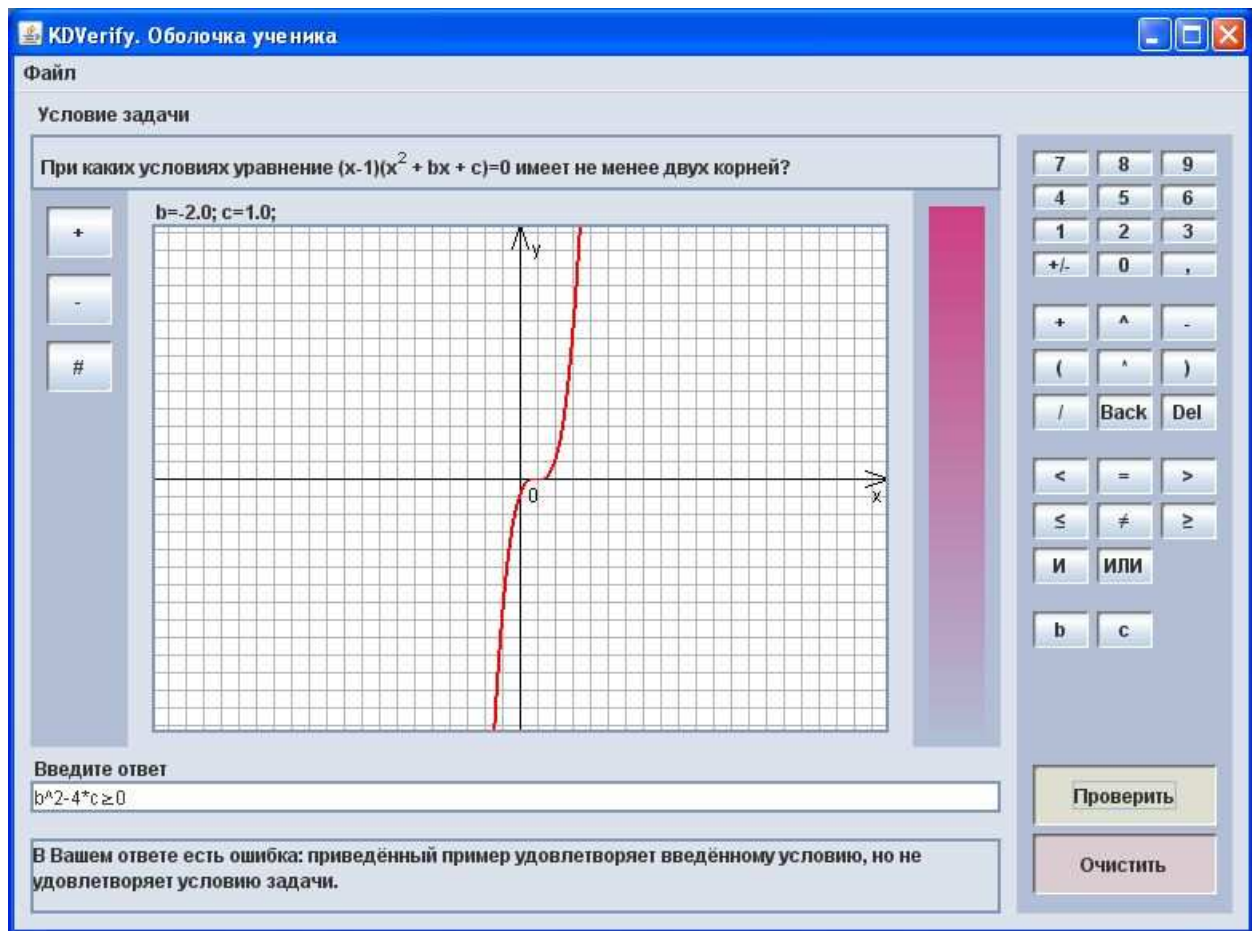 KDVerify. Оболочка ученика
Файл
Условие задачи
При каких условиях уравнение (x-1)(x² + bx + c)=0 имеет не менее двух корней?
b=-2.0; c=1.0;
+
-
#
y
0
x
7 8 9
4 5 6
1 2 3
+/- 0 ,
+ ^ -
( * )
/ Back Del
< = >
≤ ≠ ≥
И ИЛИ
b c
Введите ответ
b^2-4*c≥0
Проверить
В Вашем ответе есть ошибка: приведённый пример удовлетворяет введённому условию, но не
удовлетворяет условию задачи.
Очистить